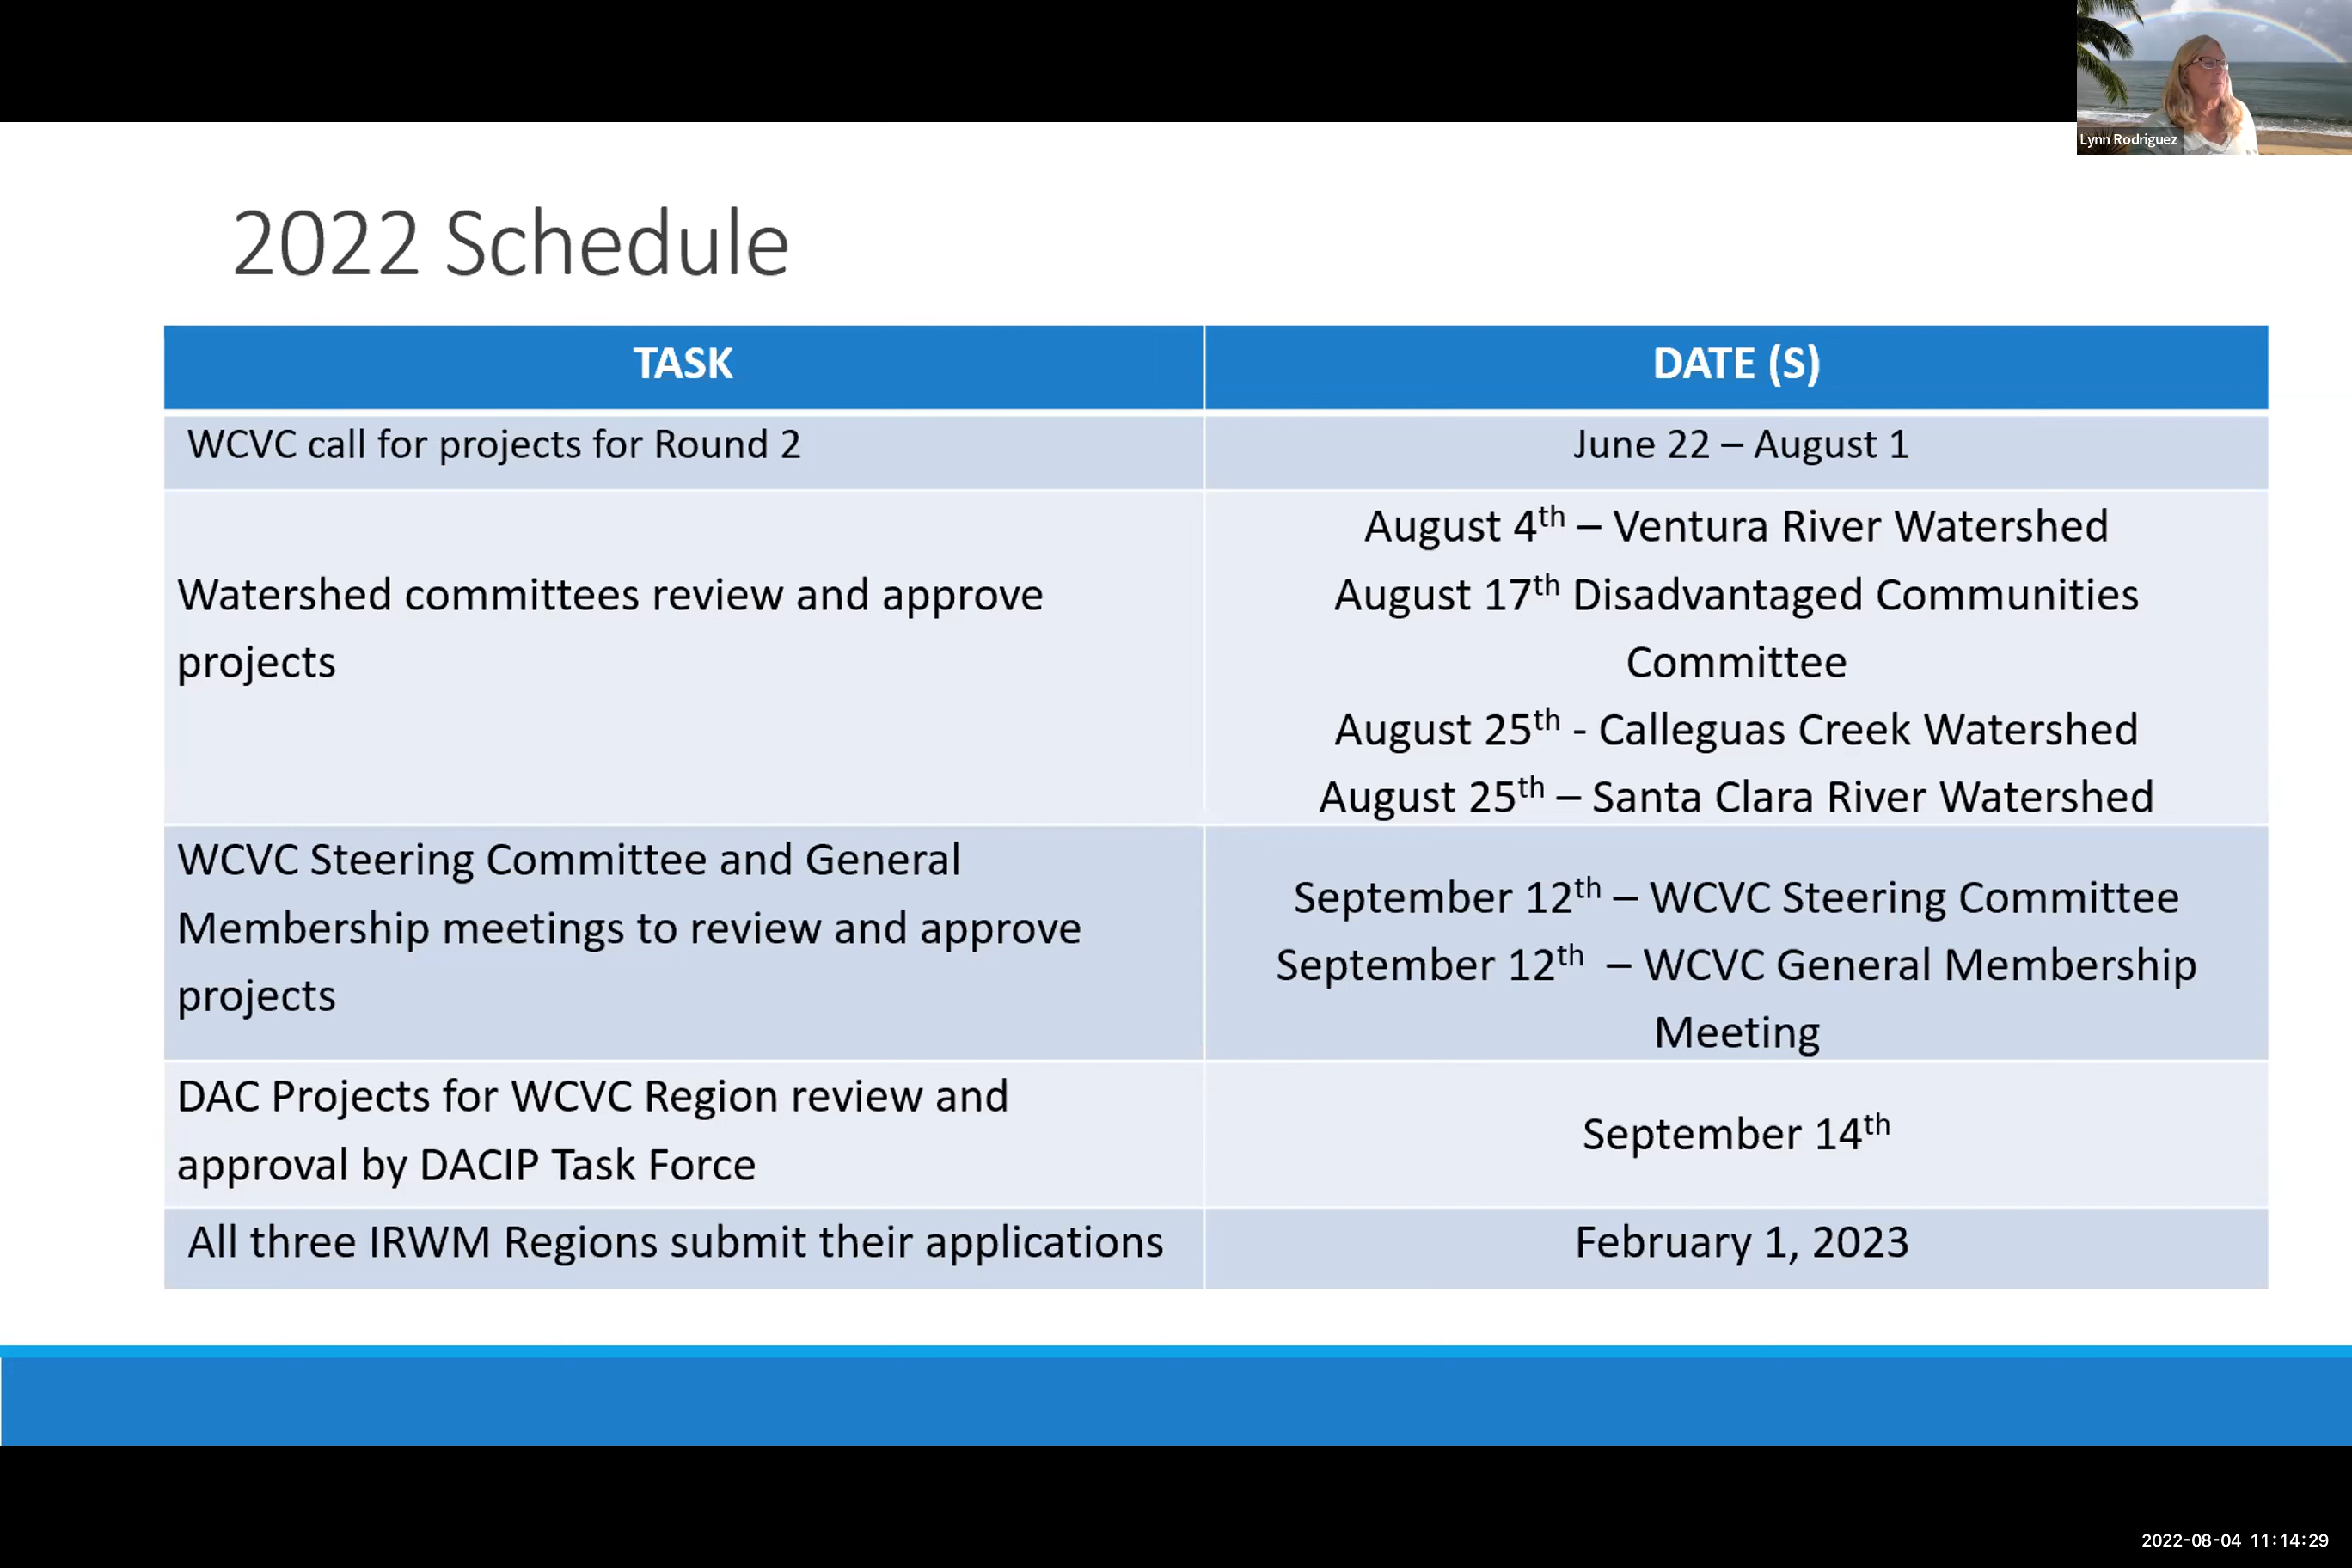 Lynn Rodriguez
2022 Schedule
TASK
DATE (S)
WCVC call for projects for Round 2
June 22 – August 1
Watershed committees review and approve
projects
August 4th – Ventura River Watershed
August 17th Disadvantaged Communities
Committee
August 25th - Calleguas Creek Watershed
August 25th – Santa Clara River Watershed
WCVC Steering Committee and General
Membership meetings to review and approve
projects
September 12th – WCVC Steering Committee
September 12th – WCVC General Membership
Meeting
DAC Projects for WCVC Region review and
approval by DACIP Task Force
September 14th
All three IRWM Regions submit their applications
February 1, 2023
2022-08-04 11:14:29